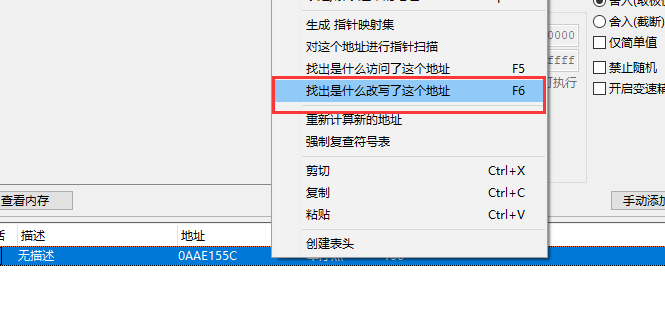 舍入(截断)
生成 指针映射集
0000
对这个地址进行指针扫描
仅简单值
找出是什么访问了这个地址 F5
ffff
禁止随机
找出是什么改写了这个地址 F6
可执行
开启变速精
重新计算新的地址
强制复查符号表
剪切 Ctrl+X
复制 Ctrl+C
查看内存
手动添加
粘贴 Ctrl+V
描述 地址
创建表头
无描述 0AAE155C